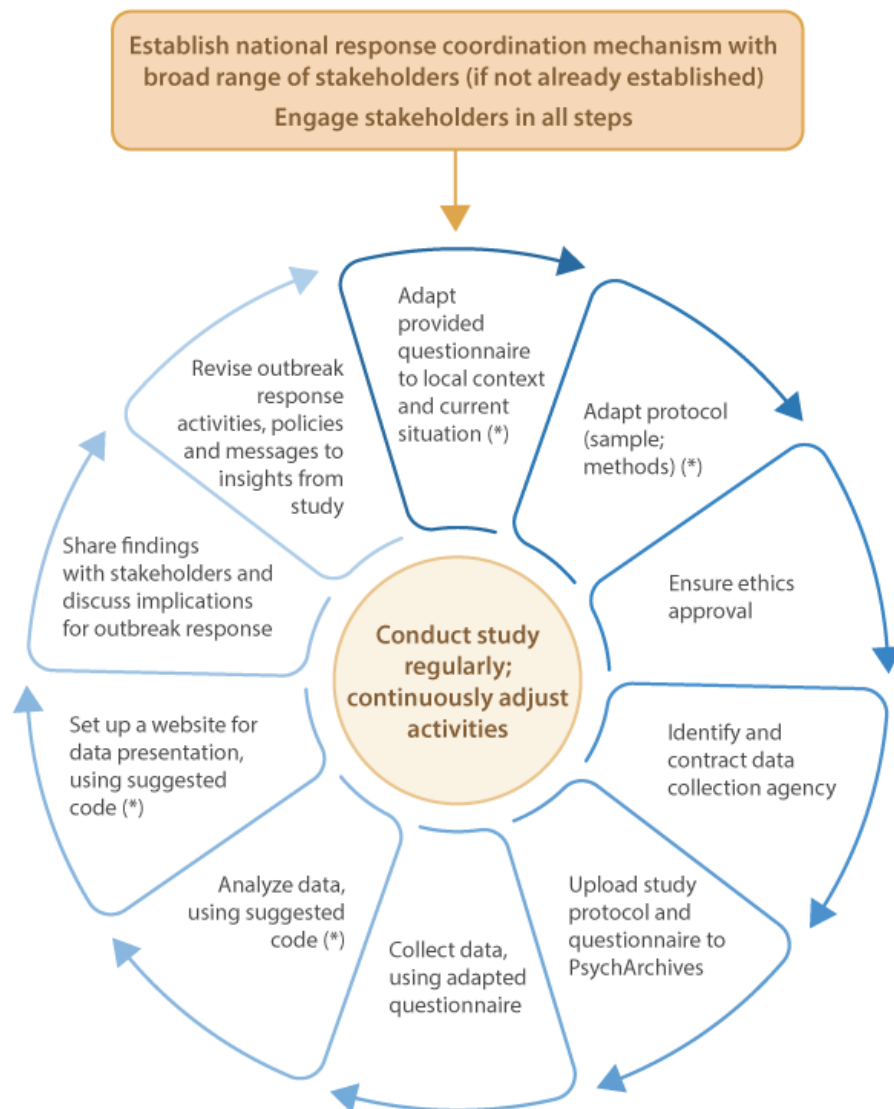 Establish national response coordination mechanism with
broad range of stakeholders (if not already established)
Engage stakeholders in all steps
Adapt
provided
questionnaire
to local context
and current
situation (*)
Adapt protocol
(sample;
methods) (*)
Ensure ethics
approval
Identify and
contract data
collection agency
Upload study
protocol and
questionnaire to
PsychArchives
Collect data,
using adapted
questionnaire
Analyze data,
using suggested
code (*)
Set up a website for
data presentation,
using suggested
code (*)
Share findings
with stakeholders and
discuss implications
for outbreak response
Revise outbreak
response
activities, policies
and messages to
insights from
study
Conduct study
regularly;
continuously adjust
activities